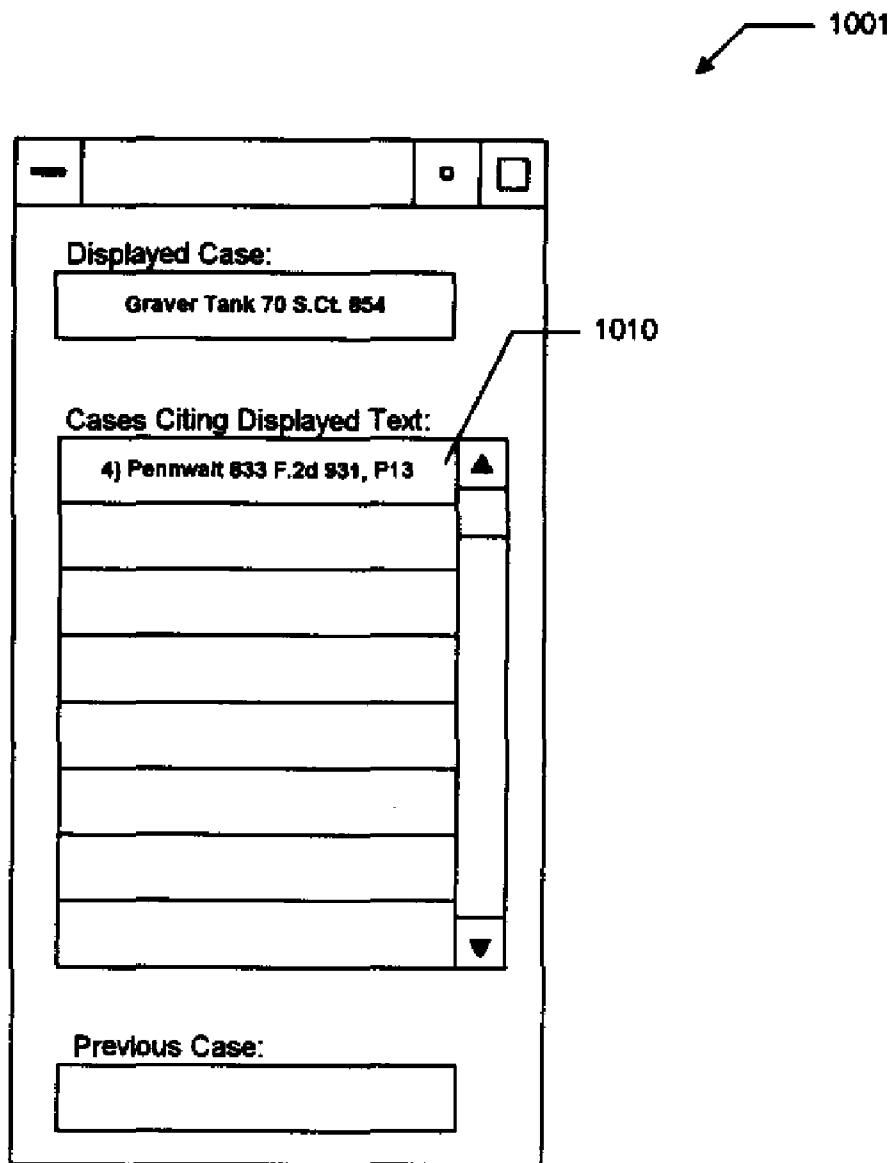 1001
Displayed Case:
Graver Tank 70 S.Ct. 854
1010
Cases Citing Displayed Text:
4) Pennwalt 833 F.2d 931, P13
Previous Case: